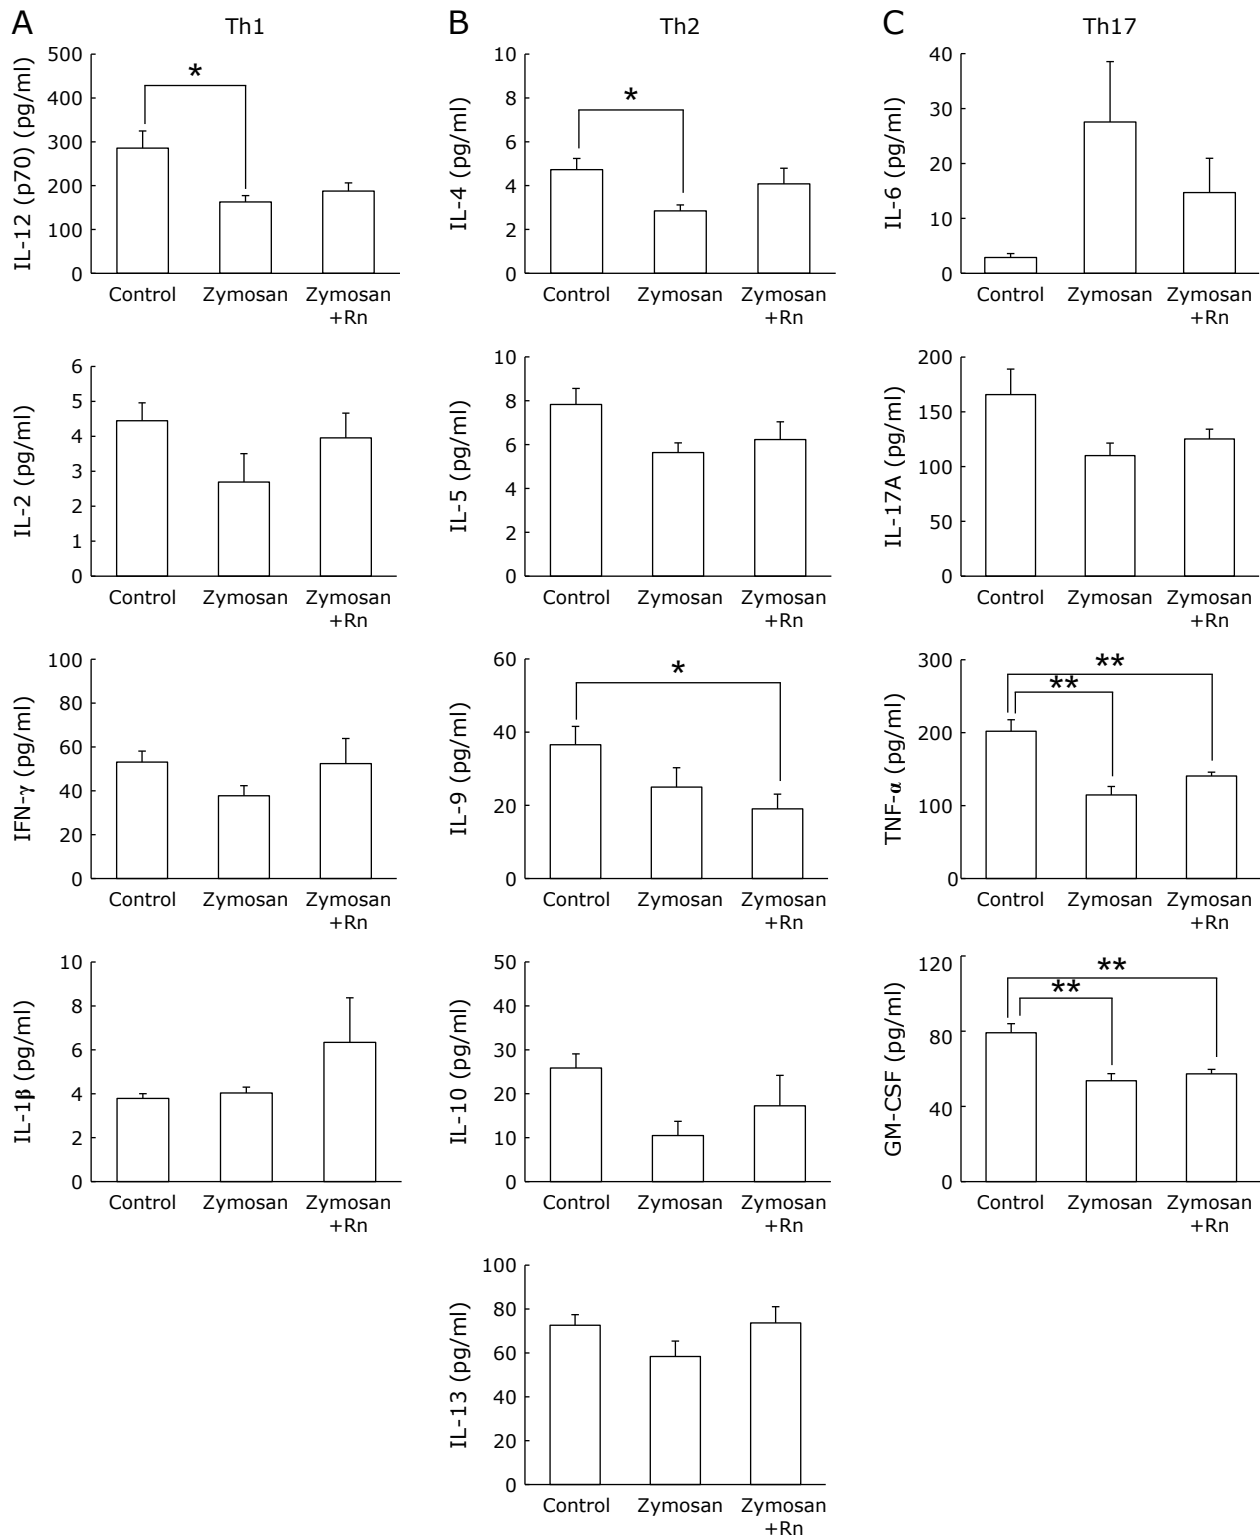 A
Th1
IL-12 (p70) (pg/ml)
500
400
300
200
100
0
*
Control
Zymosan
Zymosan
+Rn
IL-2 (pg/ml)
6
5
4
3
2
1
0
Control
Zymosan
Zymosan
+Rn
IFN-γ (pg/ml)
100
80
60
40
20
0
Control
Zymosan
Zymosan
+Rn
IL-1β (pg/ml)
10
8
6
4
2
0
Control
Zymosan
Zymosan
+Rn
B
Th2
IL-4 (pg/ml)
10
8
6
4
2
0
*
Control
Zymosan
Zymosan
+Rn
IL-5 (pg/ml)
10
8
6
4
2
0
Control
Zymosan
Zymosan
+Rn
IL-9 (pg/ml)
60
40
20
0
*
Control
Zymosan
Zymosan
+Rn
IL-10 (pg/ml)
50
40
30
20
10
0
Control
Zymosan
Zymosan
+Rn
IL-13 (pg/ml)
100
80
60
40
20
0
Control
Zymosan
Zymosan
+Rn
C
Th17
IL-6 (pg/ml)
40
30
20
10
0
Control
Zymosan
Zymosan
+Rn
IL-17A (pg/ml)
200
150
100
50
0
Control
Zymosan
Zymosan
+Rn
TNF-α (pg/ml)
300
200
100
0
**
**
Control
Zymosan
Zymosan
+Rn
GM-CSF (pg/ml)
120
80
40
0
**
**
Control
Zymosan
Zymosan
+Rn